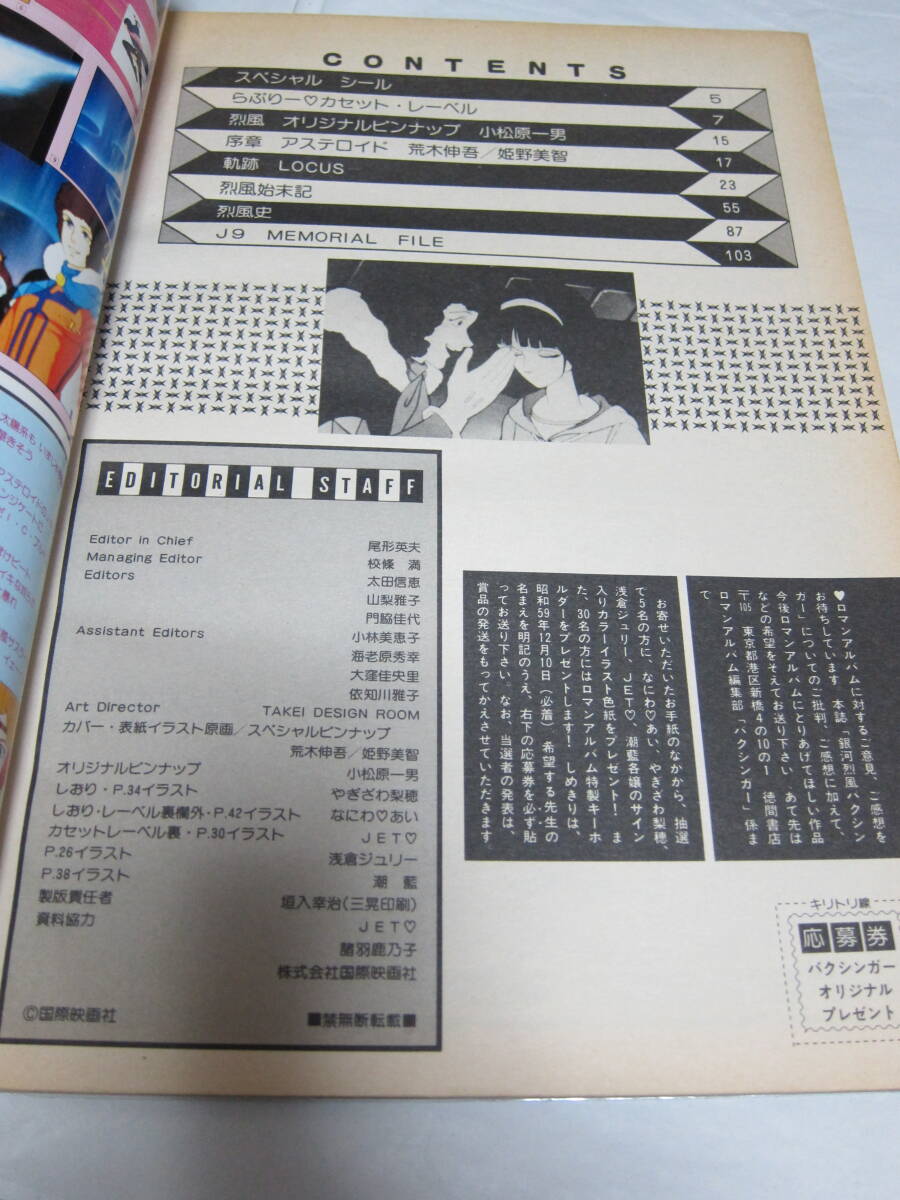 CONTENTS
スペシャル シール 5
らぶりー♡カセット・レーベル 7
烈風 オリジナルピンナップ 小松原一男 15
序章 アステロイド 荒木伸吾／姫野美智 17
軌跡 LOCUS 23
烈風始末記 55
烈風史 87
J9 MEMORIAL FILE 103
EDITORIAL STAFF
Editor in Chief 尾形英夫
Managing Editor 校條 満
Editors 太田信恵
山梨雅子
門脇佳代
Assistant Editors 小林美恵子
海老原秀幸
大窪佳央里
依知川雅子
Art Director TAKEI DESIGN ROOM
カバー・表紙イラスト原画／スペシャルピンナップ
荒木伸吾／姫野美智
オリジナルピンナップ 小松原一男
しおり・P.34イラスト やぎざわ梨穂
しおり・レーベル裏欄外・P.42イラスト なにわ♡あい
カセットレーベル裏・P.30イラスト JET♡
P.26イラスト 浅倉ジュリー
P.38イラスト 潮 藍
製版責任者 垣入幸治(三晃印刷)
資料協力 JET♡
諸羽鹿乃子
株式会社国際映画社
©国際映画社 ■禁無断転載■
♥ロマンアルバムに対するご意見、ご感想を
お待ちしています。本誌「銀河烈風バクシン
ガー」についてのご批判、ご感想に加えて、
今後ロマンアルバムにとりあげてほしい作品
などの希望をそえてお送り下さい。あて先は
〒105 東京都港区新橋4の10の1 徳間書店
ロマンアルバム編集部「バクシンガー」係ま
で
お寄せいただいたお手紙のなかから、抽選
で5名の方に、なにわ♡あい、やぎざわ梨穂、
浅倉ジュリー、JET♡、潮藍各嬢のサイン
入りカラーイラスト色紙をプレゼント！ ま
た、30名の方にはロマンアルバム特製キーホ
ルダーをプレゼントします！ しめきりは、
昭和59年12月10日（必着）希望する先生の
名まえを明記のうえ、右下の応募券を必ず貼
ってお送り下さい。なお、当選者の発表は、
賞品の発送をもってかえさせていただきます
キリトリ線
応募券
バクシンガー
オリジナル
プレゼント